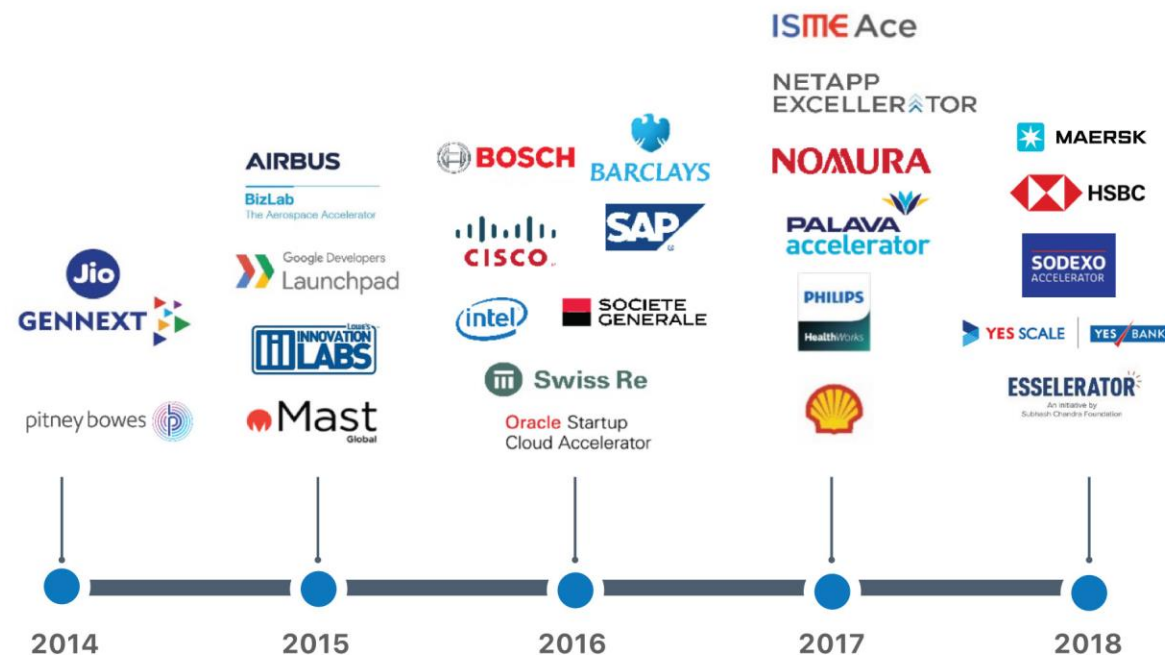 Jio
GENNEXT
pitney bowes
AIRBUS
BizLab
The Aerospace Accelerator
Google Developers
Launchpad
LOWE'S
INNOVATION
LABS
Mast
Global
BOSCH
BARCLAYS
CISCO
SAP
intel
SOCIETE
GENERALE
Swiss Re
Oracle Startup
Cloud Accelerator
ISME Ace
NETAPP
EXCELLERATOR
NOMURA
PALAVA
accelerator
PHILIPS
HealthWorks
MAERSK
HSBC
SODEXO
ACCELERATOR
YES SCALE
YES BANK
ESSELERATOR
An initiative by
Subhash Chandra Foundation
2014
2015
2016
2017
2018